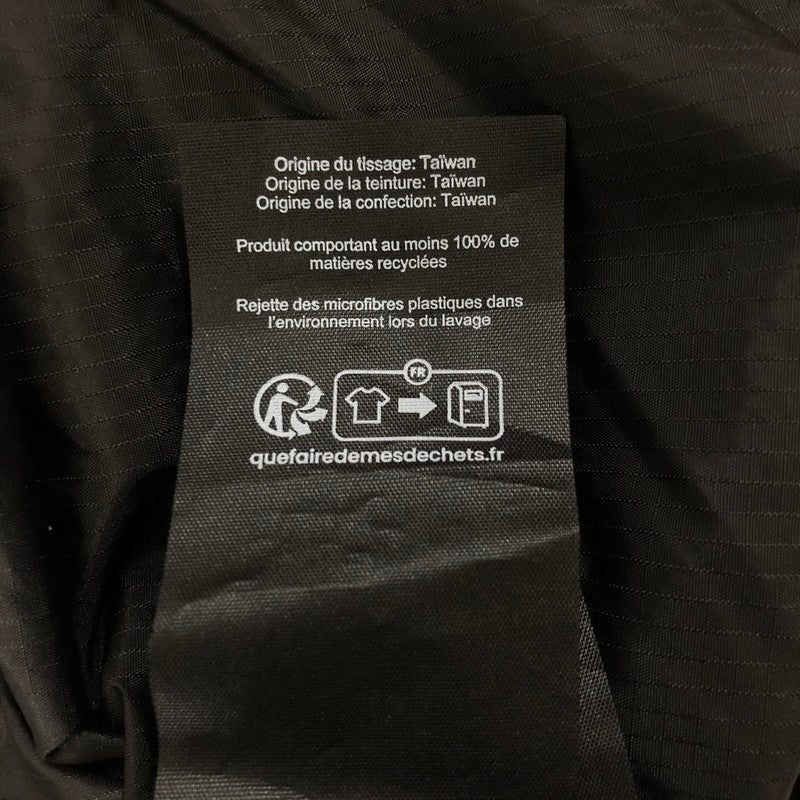 Origine du tissage: Taïwan
Origine de la teinture: Taïwan
Origine de la confection: Taïwan
Produit comportant au moins 100% de
matières recyclées
Rejette des microfibres plastiques dans
l'environnement lors du lavage
FR
quefairedemesdechets.fr